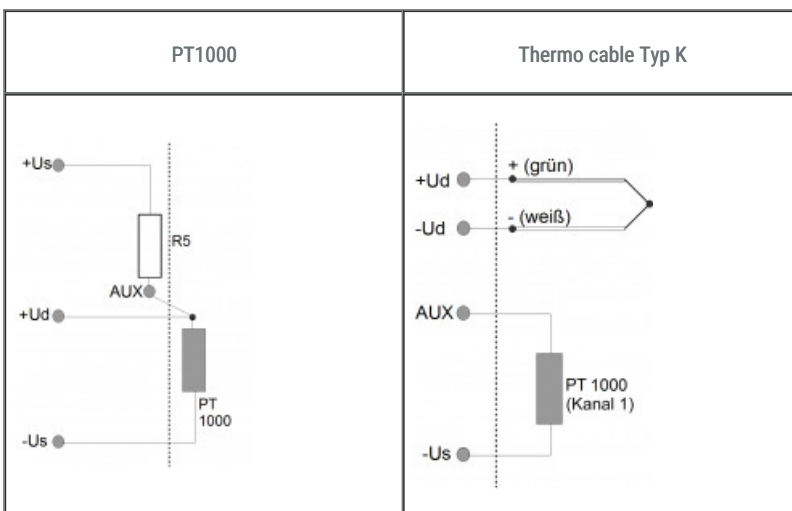 PT1000
Thermo cable Typ K
+Us
R5
AUX
+Ud
PT
1000
-Us
+ (grün)
+Ud
- (weiß)
-Ud
AUX
PT 1000
(Kanal 1)
-Us